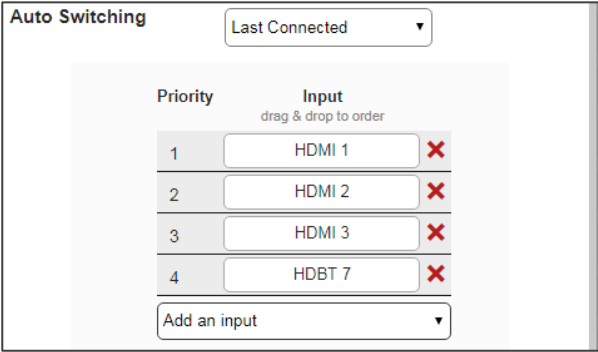 Auto Switching
Last Connected
Priority Input
drag & drop to order
1 HDMI 1
2 HDMI 2
3 HDMI 3
4 HDBT 7
Add an input